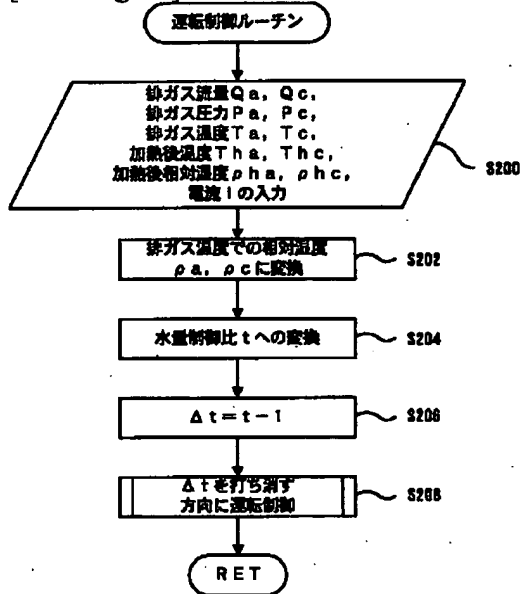 運転制御ルーチン
排ガス流量Qa, Qc,
排ガス圧力Pa, Pc,
排ガス温度Ta, Tc,
加熱後温度Tha, Thc,
加熱後相対湿度ρha, ρhc,
電流Iの入力
S200
排ガス温度での相対湿度
ρa, ρcに変換
S202
水量制御比tへの変換
S204
Δt=t-1
S206
Δtを打ち消す
方向に運転制御
S208
RET